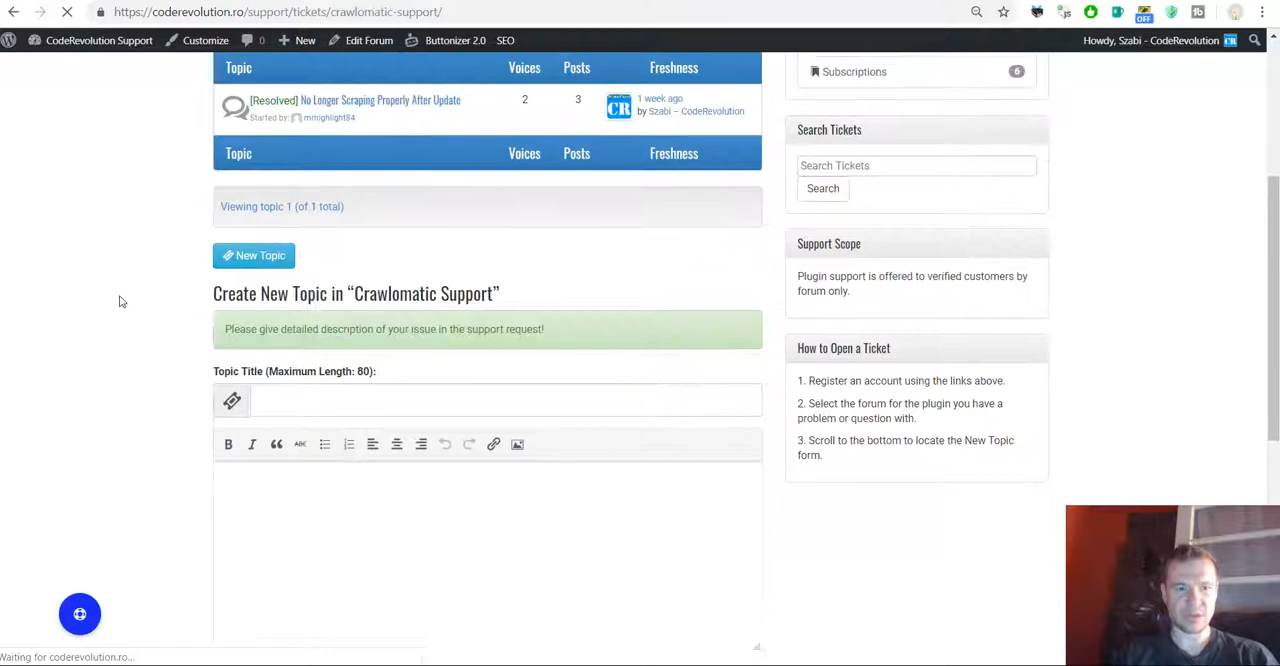 https://coderevolution.ro/support/tickets/crawlomatic-support/
OFF
CodeRevolution Support
Customize
0
New
Edit Forum
Buttonizer 2.0
SEO
Howdy, Szabi - CodeRevolution
CR
Topic
Voices
Posts
Freshness
[Resolved] No Longer Scraping Properly After Update
Started by: mrnighlight84
2
3
CR
1 week ago
by Szabi – CodeRevolution
Topic
Voices
Posts
Freshness
Viewing topic 1 (of 1 total)
New Topic
Create New Topic in “Crawlomatic Support”
Please give detailed description of your issue in the support request!
Topic Title (Maximum Length: 80):
B
I
ABC
Subscriptions
6
Search Tickets
Search Tickets
Search
Support Scope
Plugin support is offered to verified customers by
forum only.
How to Open a Ticket
1. Register an account using the links above.
2. Select the forum for the plugin you have a
problem or question with.
3. Scroll to the bottom to locate the New Topic
form.
Waiting for coderevolution.ro...